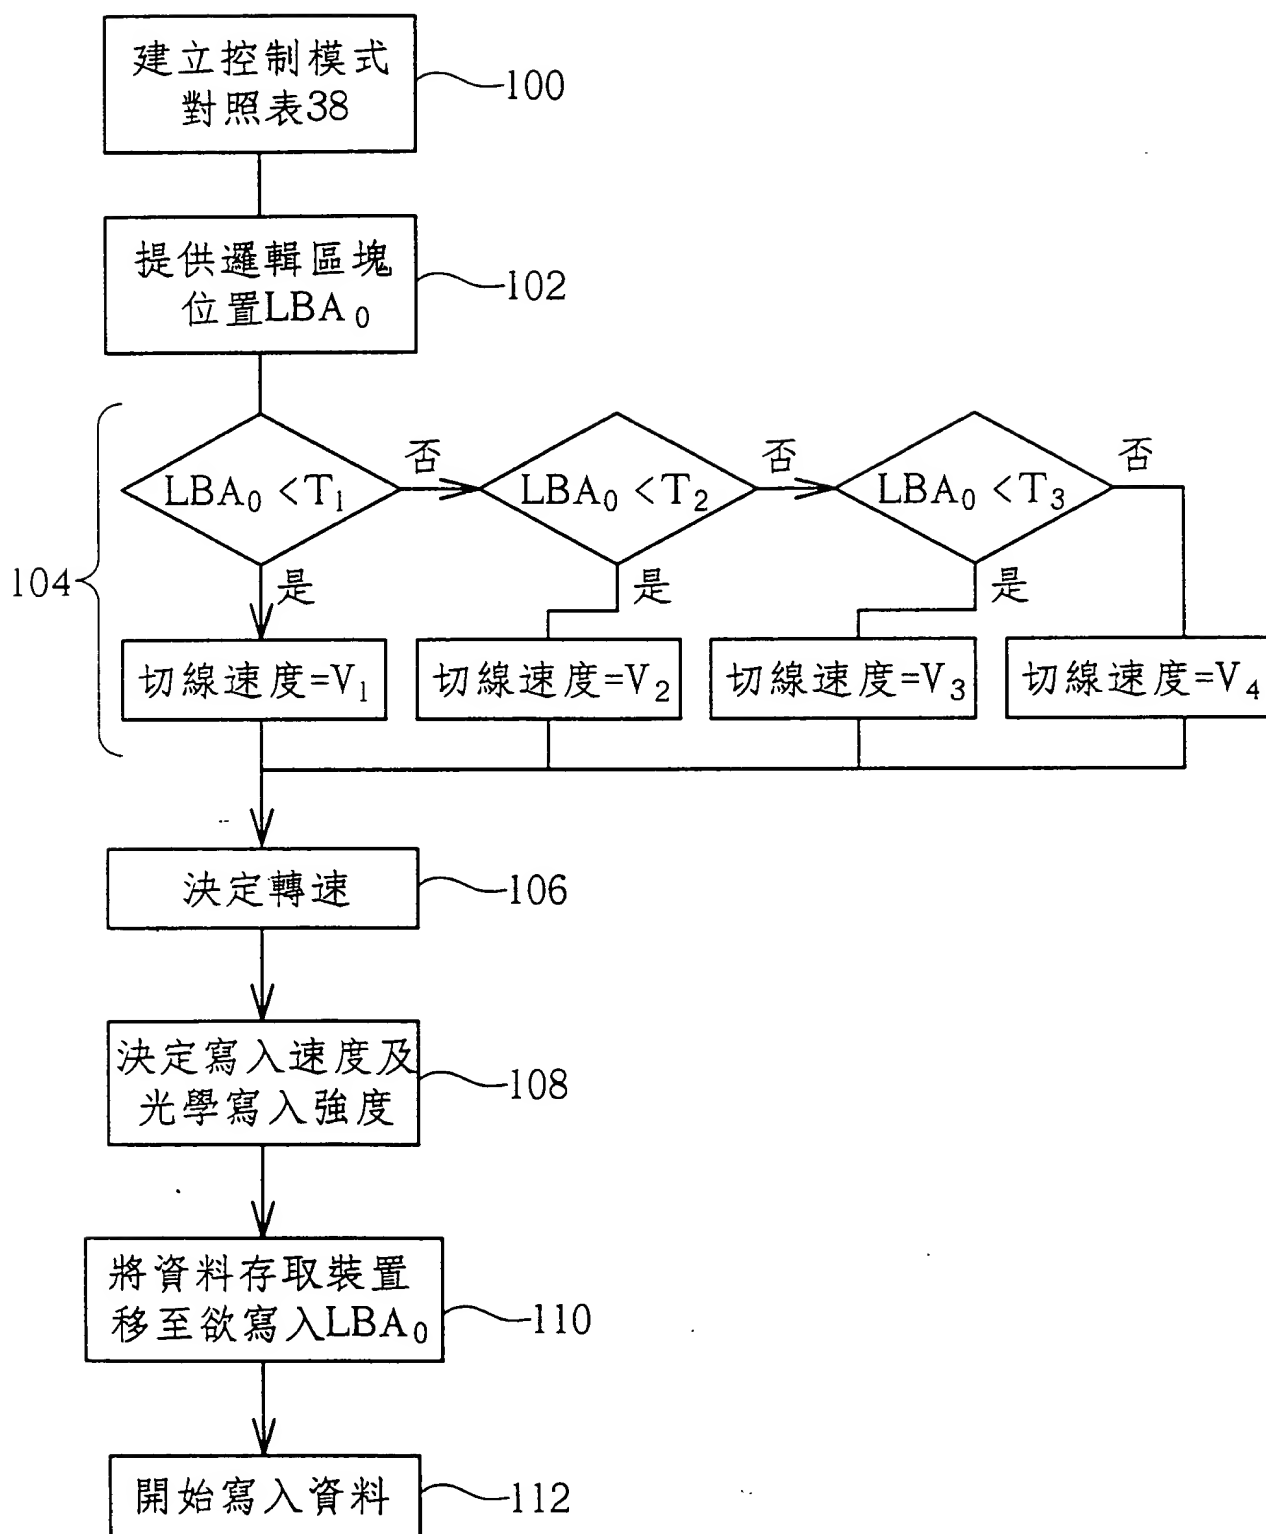 建立控制模式
對照表38
100
提供邏輯區塊
位置LBA₀
102
104
LBA₀ <T₁
否
LBA₀ <T₂
否
LBA₀ <T₃
否
是
是
是
切線速度=V₁
切線速度=V₂
切線速度=V₃
切線速度=V₄
決定轉速
106
決定寫入速度及
光學寫入強度
108
將資料存取裝置
移至欲寫入LBA₀
110
開始寫入資料
112